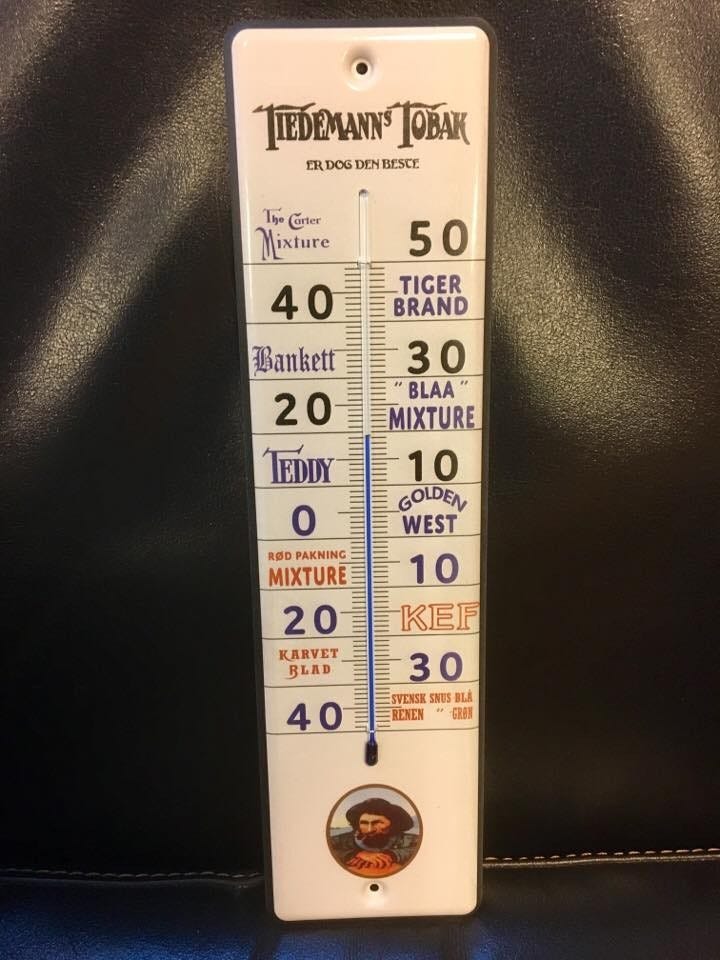 TIEDEMANNS TOBAK
ER DOG DEN BESTE
The Carter
Mixture
50
40
TIGER
BRAND
Bankett
30
20
" BLAA "
MIXTURE
TEDDY
10
0
GOLDEN
WEST
RØD PAKNING
MIXTURE
10
20
KEF
KARVET
BLAD
30
40
SVENSK SNUS BLÅ
RENEN " GRØN